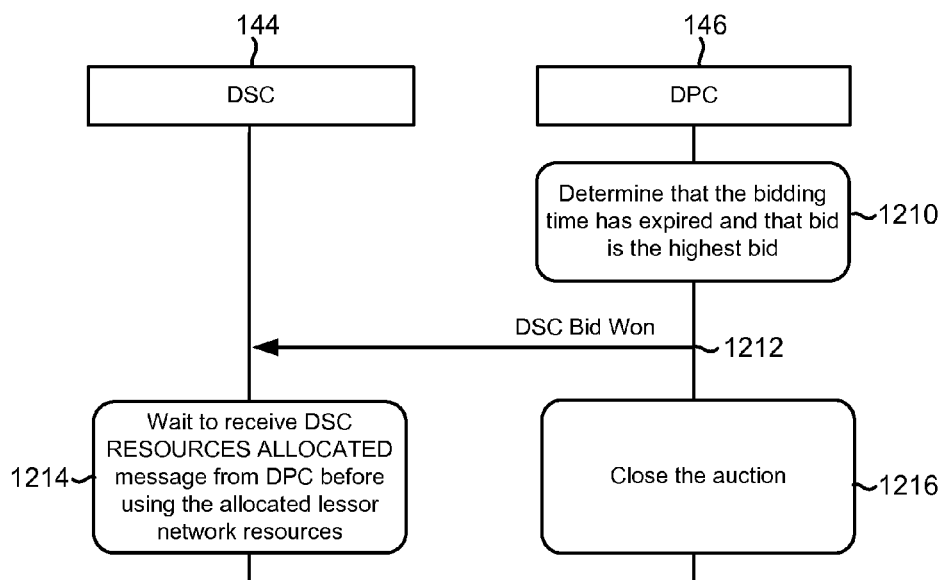 144
146
DSC
DPC
Determine that the bidding
time has expired and that bid
is the highest bid
1210
DSC Bid Won
1212
Wait to receive DSC
RESOURCES ALLOCATED
message from DPC before
using the allocated lessor
network resources
1214
Close the auction
1216